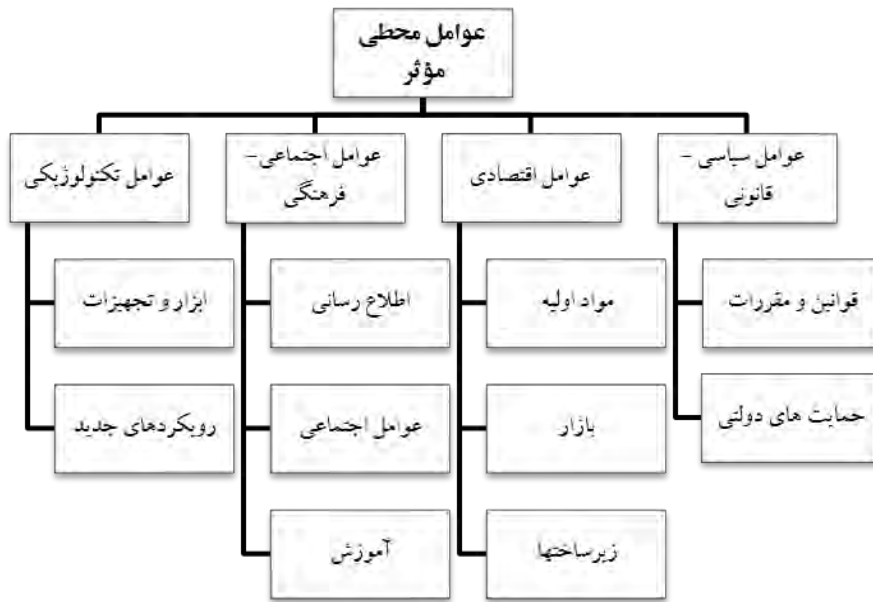 عوامل محطی
مؤثر
عوامل سیاسی –
قانونی
عوامل اقتصادی
عوامل اجتماعی–
فرهنگی
عوامل تکنولوژیکی
قوانین و مقررات
مواد اولیه
اطلاع رسانی
ابزار و تجهیزات
حمایت های دولتی
بازار
عوامل اجتماعی
رویکردهای جدید
زیرساختها
آموزش